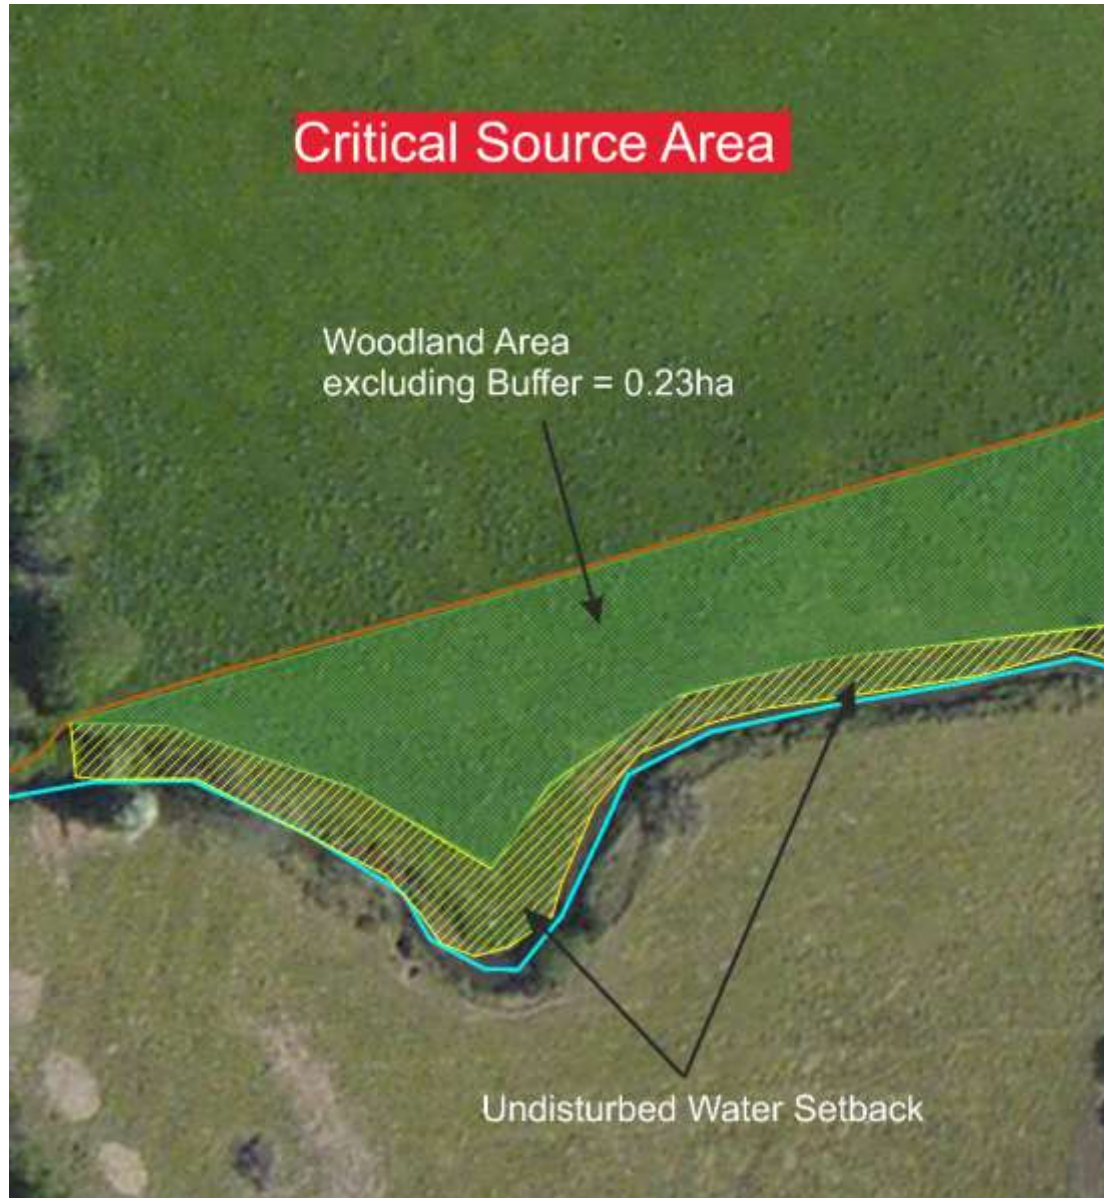 Critical Source Area
Woodland Area
excluding Buffer = 0.23ha
Undisturbed Water Setback